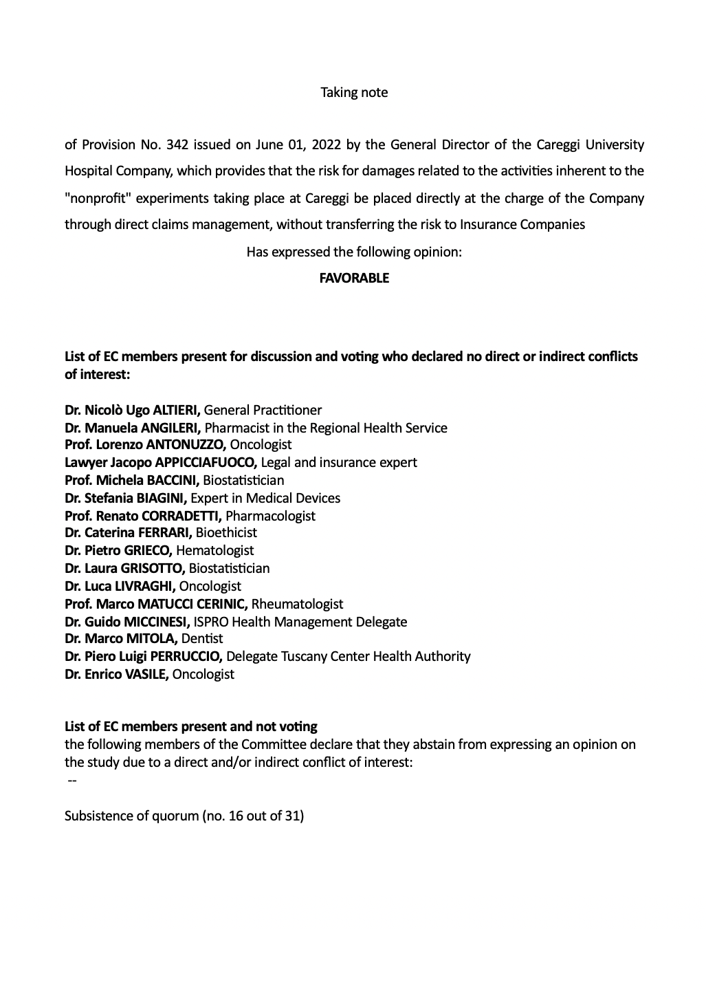 Taking note
of Provision No. 342 issued on June 01, 2022 by the General Director of the Careggi University
Hospital Company, which provides that the risk for damages related to the activities inherent to the
"nonprofit" experiments taking place at Careggi be placed directly at the charge of the Company
through direct claims management, without transferring the risk to Insurance Companies
Has expressed the following opinion:
FAVORABLE
List of EC members present for discussion and voting who declared no direct or indirect conflicts
of interest:
Dr. Nicolò Ugo ALTIERI, General Practitioner
Dr. Manuela ANGILERI, Pharmacist in the Regional Health Service
Prof. Lorenzo ANTONUZZO, Oncologist
Lawyer Jacopo APPICCIAFUOCO, Legal and insurance expert
Prof. Michela BACCINI, Biostatistician
Dr. Stefania BIAGINI, Expert in Medical Devices
Prof. Renato CORRADETTI, Pharmacologist
Dr. Caterina FERRARI, Bioethicist
Dr. Pietro GRIECO, Hematologist
Dr. Laura GRISOTTO, Biostatistician
Dr. Luca LIVRAGHI, Oncologist
Prof. Marco MATUCCI CERINIC, Rheumatologist
Dr. Guido MICCINESI, ISPRO Health Management Delegate
Dr. Marco MITOLA, Dentist
Dr. Piero Luigi PERRUCCIO, Delegate Tuscany Center Health Authority
Dr. Enrico VASILE, Oncologist
List of EC members present and not voting
the following members of the Committee declare that they abstain from expressing an opinion on
the study due to a direct and/or indirect conflict of interest:
--
Subsistence of quorum (no. 16 out of 31)